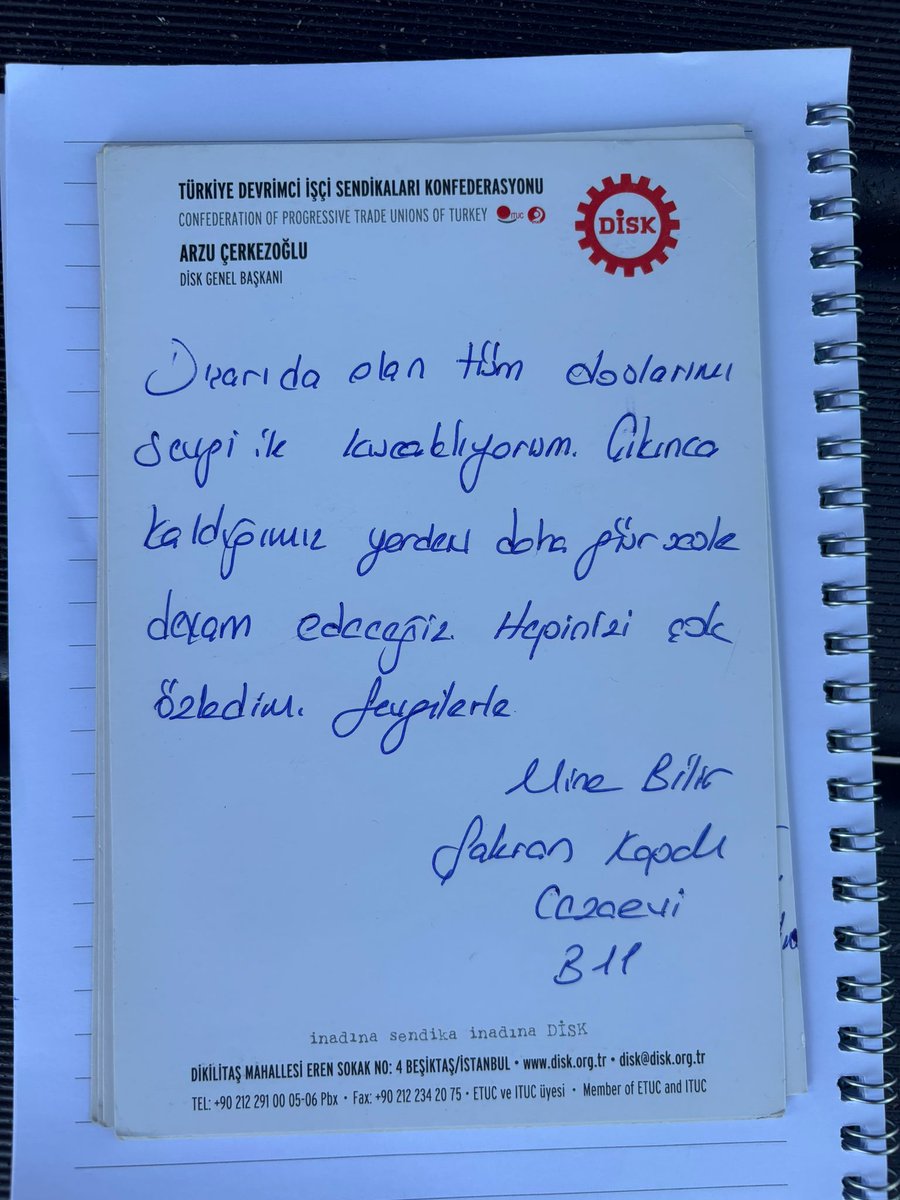 TÜRKİYE DEVRİMCİ İŞÇİ SENDİKALARI KONFEDERASYONU
CONFEDERATION OF PROGRESSIVE TRADE UNIONS OF TURKEY ITUC
DİSK
ARZU ÇERKEZOĞLU
DİSK GENEL BAŞKANI
Dışarıda olan tüm dostlarımı
sevgi ile kucaklıyorum. Çıkınca
kaldığımız yerden daha gür sesle
devam edeceğiz. Hepinizi çok
özledim. Sevgilerle
Mine Bilir
Şakran Kapalı
Cezaevi
B11
inadına sendika inadına DİSK
DİKİLİTAŞ MAHALLESİ EREN SOKAK NO: 4 BEŞİKTAŞ/İSTANBUL • www.disk.org.tr • disk@disk.org.tr
TEL: +90 212 291 00 05-06 Pbx • Fax: +90 212 234 20 75 • ETUC ve ITUC üyesi • Member of ETUC and ITUC